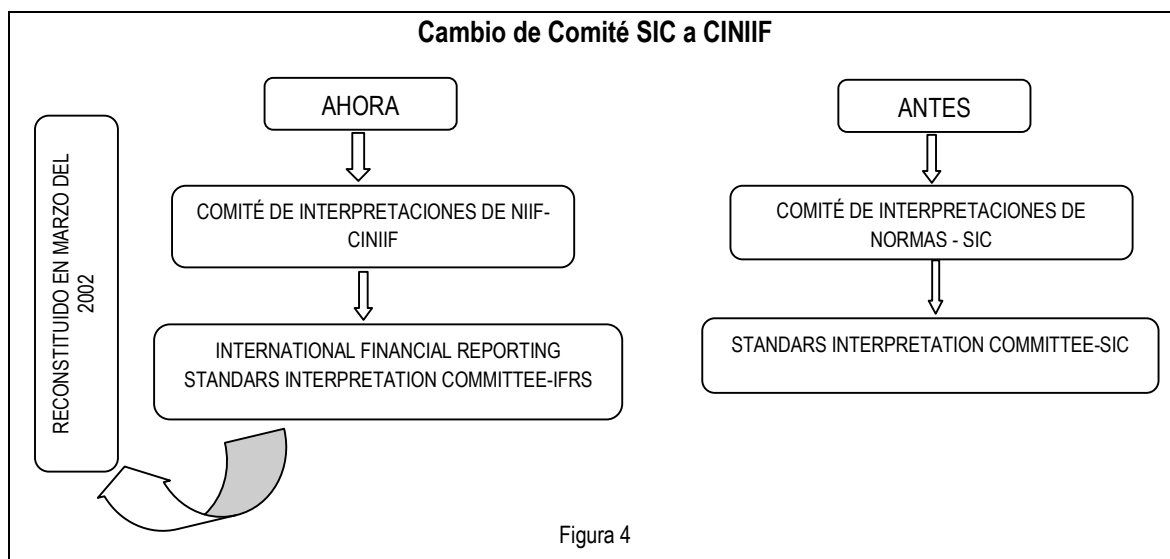 Cambio de Comité SIC a CINIIF
RECONSTITUIDO EN MARZO DEL
2002
AHORA
COMITÉ DE INTERPRETACIONES DE NIIF-
CINIIF
INTERNATIONAL FINANCIAL REPORTING
STANDARS INTERPRETATION COMMITTEE-IFRS
ANTES
COMITÉ DE INTERPRETACIONES DE
NORMAS - SIC
STANDARS INTERPRETATION COMMITTEE-SIC
Figura 4